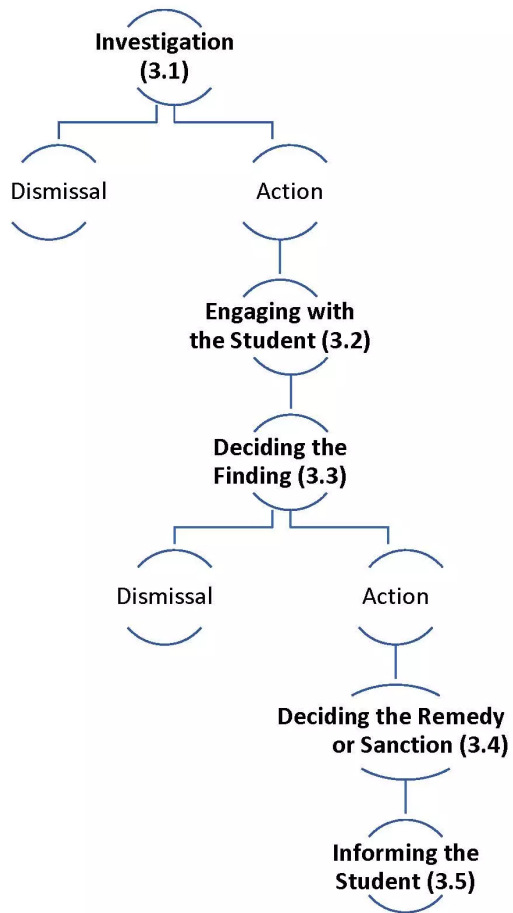 Investigation
(3.1)
Dismissal
Action
Engaging with
the Student (3.2)
Deciding the
Finding (3.3)
Dismissal
Action
Deciding the Remedy
or Sanction (3.4)
Informing the
Student (3.5)